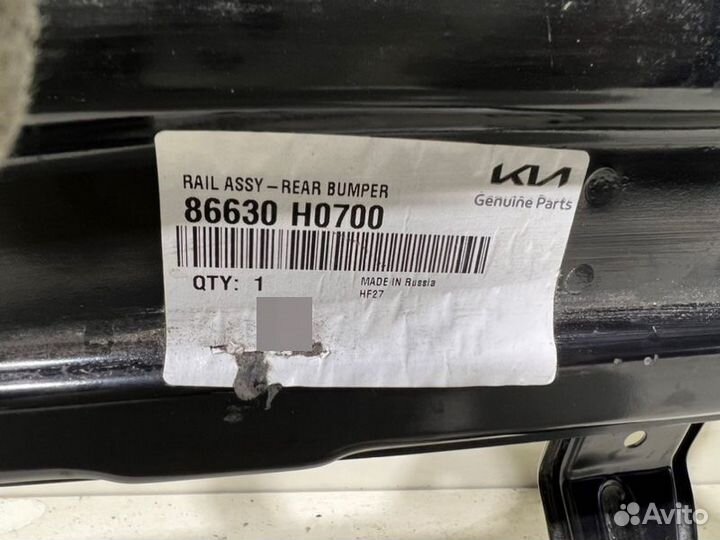 RAIL ASSY-REAR BUMPER
KIA
Genuine Parts
86630 H0700
QTY: 1
MADE IN Russia
HF27
Avito